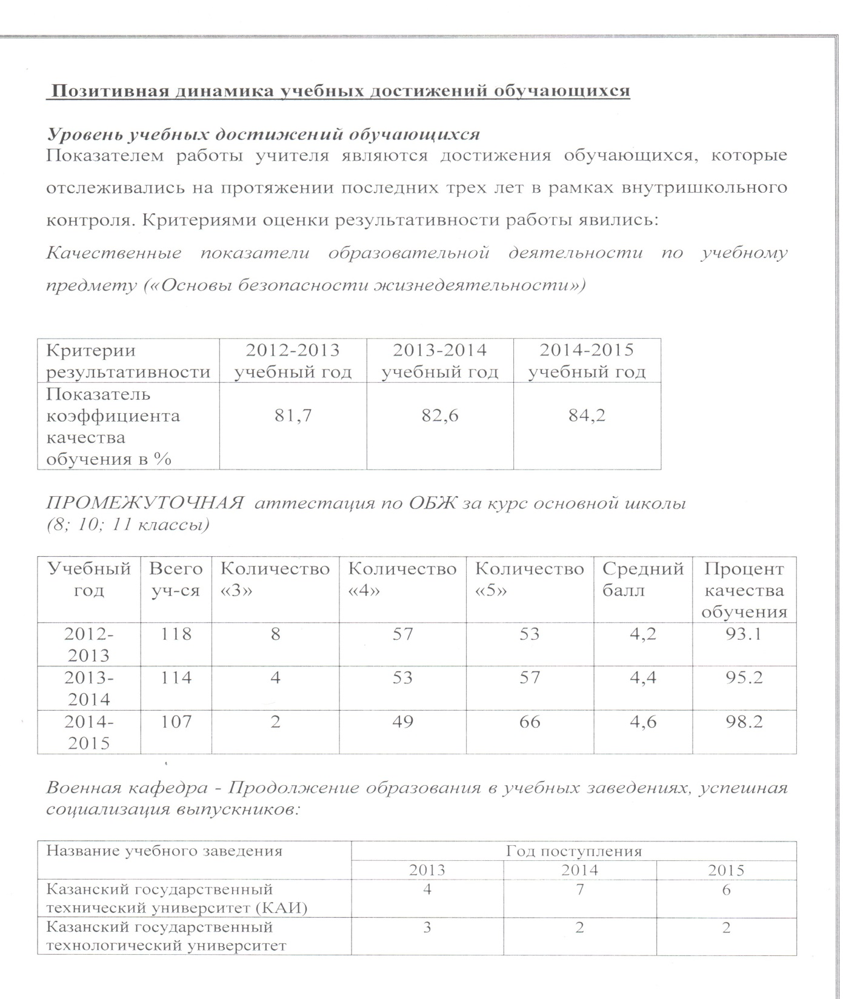 Позитивная динамика учебных достижений обучающихся
Уровень учебных достижений обучающихся
Показателем работы учителя являются достижения обучающихся, которые
отслеживались на протяжении последних трех лет в рамках внутришкольного
контроля. Критериями оценки результативности работы явились:
Качественные показатели образовательной деятельности по учебному
предмету («Основы безопасности жизнедеятельности»)
Критерии результативности 2012-2013 учебный год 2013-2014 учебный год 2014-2015 учебный год
Показатель коэффициента качества обучения в % 81,7 82,6 84,2
ПРОМЕЖУТОЧНАЯ аттестация по ОБЖ за курс основной школы
(8; 10; 11 классы)
Учебный год Всего уч-ся Количество «3» Количество «4» Количество «5» Средний балл Процент качества обучения
2012-2013 118 8 57 53 4,2 93.1
2013-2014 114 4 53 57 4,4 95.2
2014-2015 107 2 49 66 4,6 98.2
Военная кафедра - Продолжение образования в учебных заведениях, успешная
социализация выпускников:
Название учебного заведения Год поступления
2013 2014 2015
Казанский государственный технический университет (КАИ) 4 7 6
Казанский государственный технологический университет 3 2 2